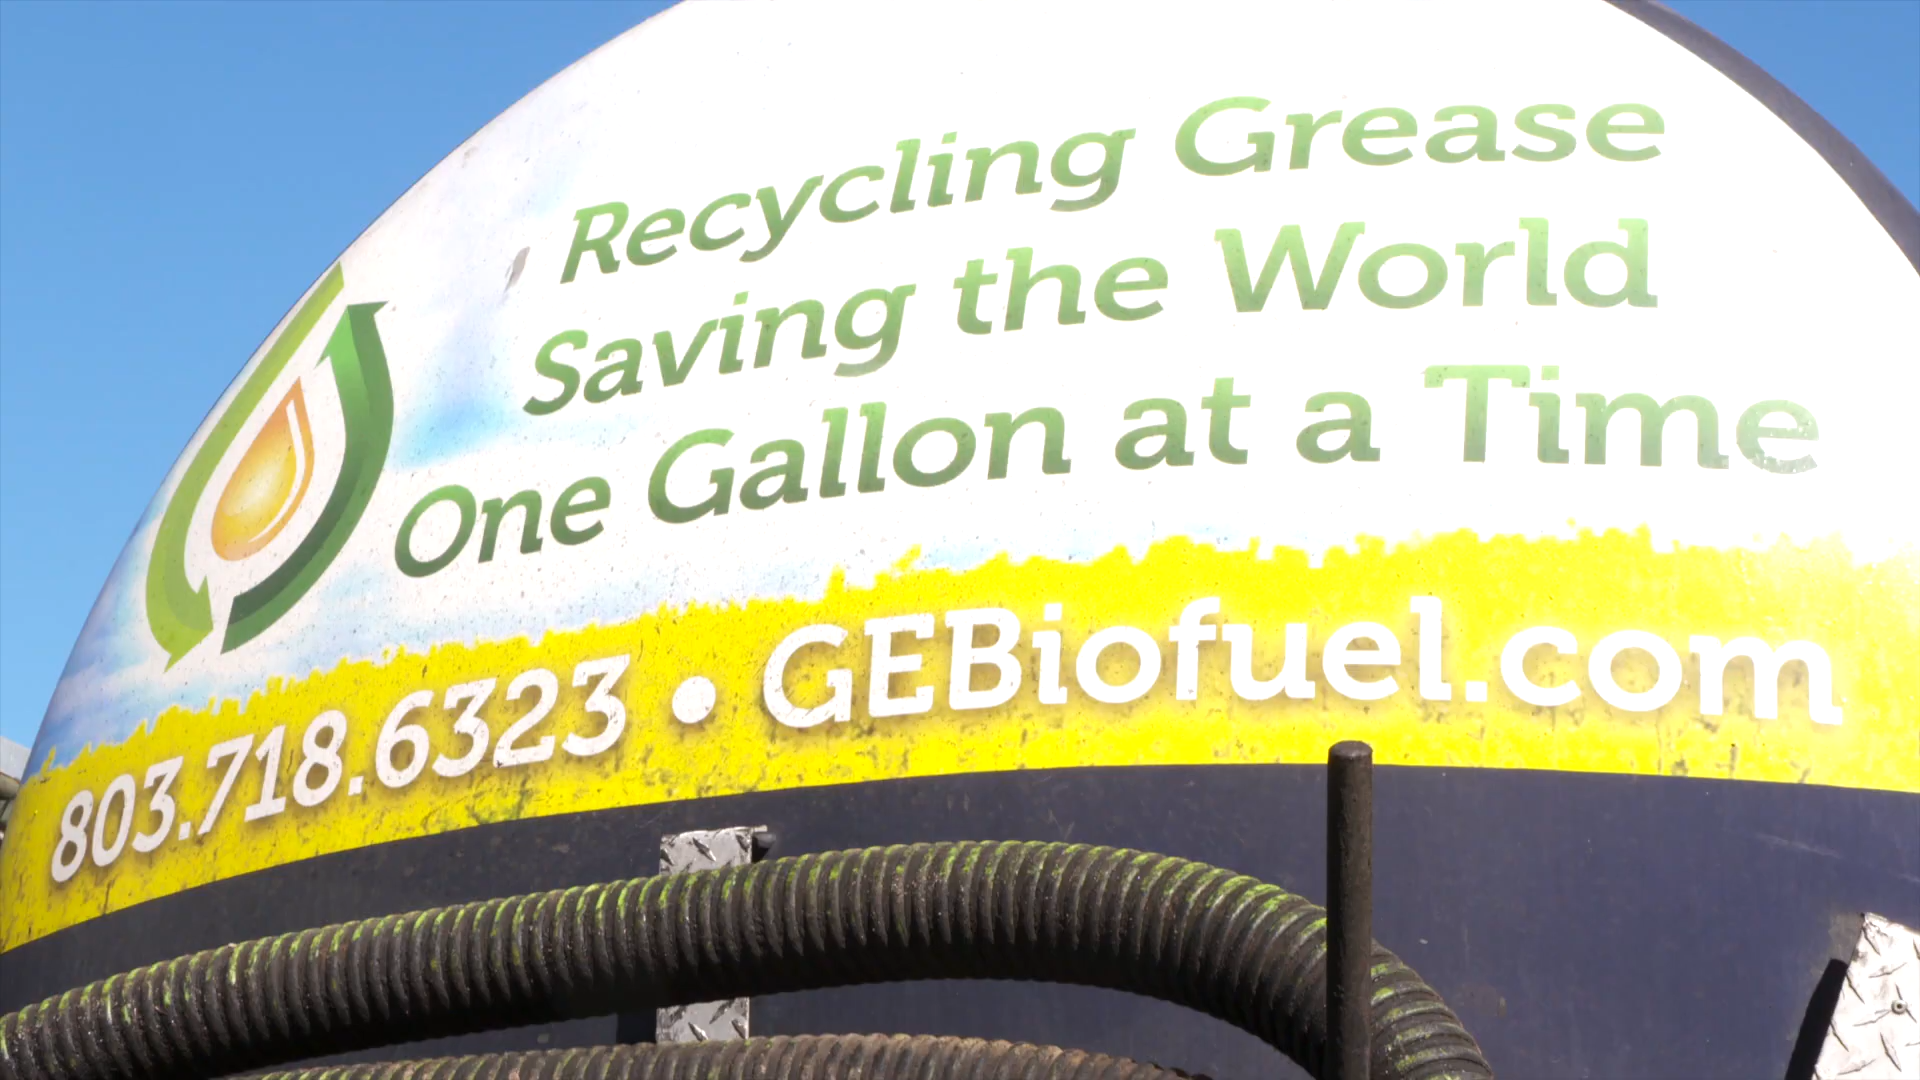 Recycling Grease
Saving the World
One Gallon at a Time
803.718.6323 • GEBiofuel.com